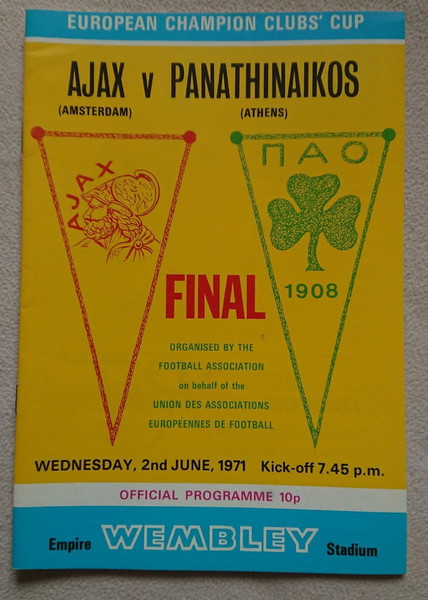 EUROPEAN CHAMPION CLUBS' CUP
AJAX v PANATHINAIKOS
(AMSTERDAM) (ATHENS)
AJAX
ΠΑΟ
1908
FINAL
ORGANISED BY THE
FOOTBALL ASSOCIATION
on behalf of the
UNION DES ASSOCIATIONS
EUROPÉENNES DE FOOTBALL
WEDNESDAY, 2nd JUNE, 1971 Kick-off 7.45 p.m.
OFFICIAL PROGRAMME 10p
Empire WEMBLEY Stadium